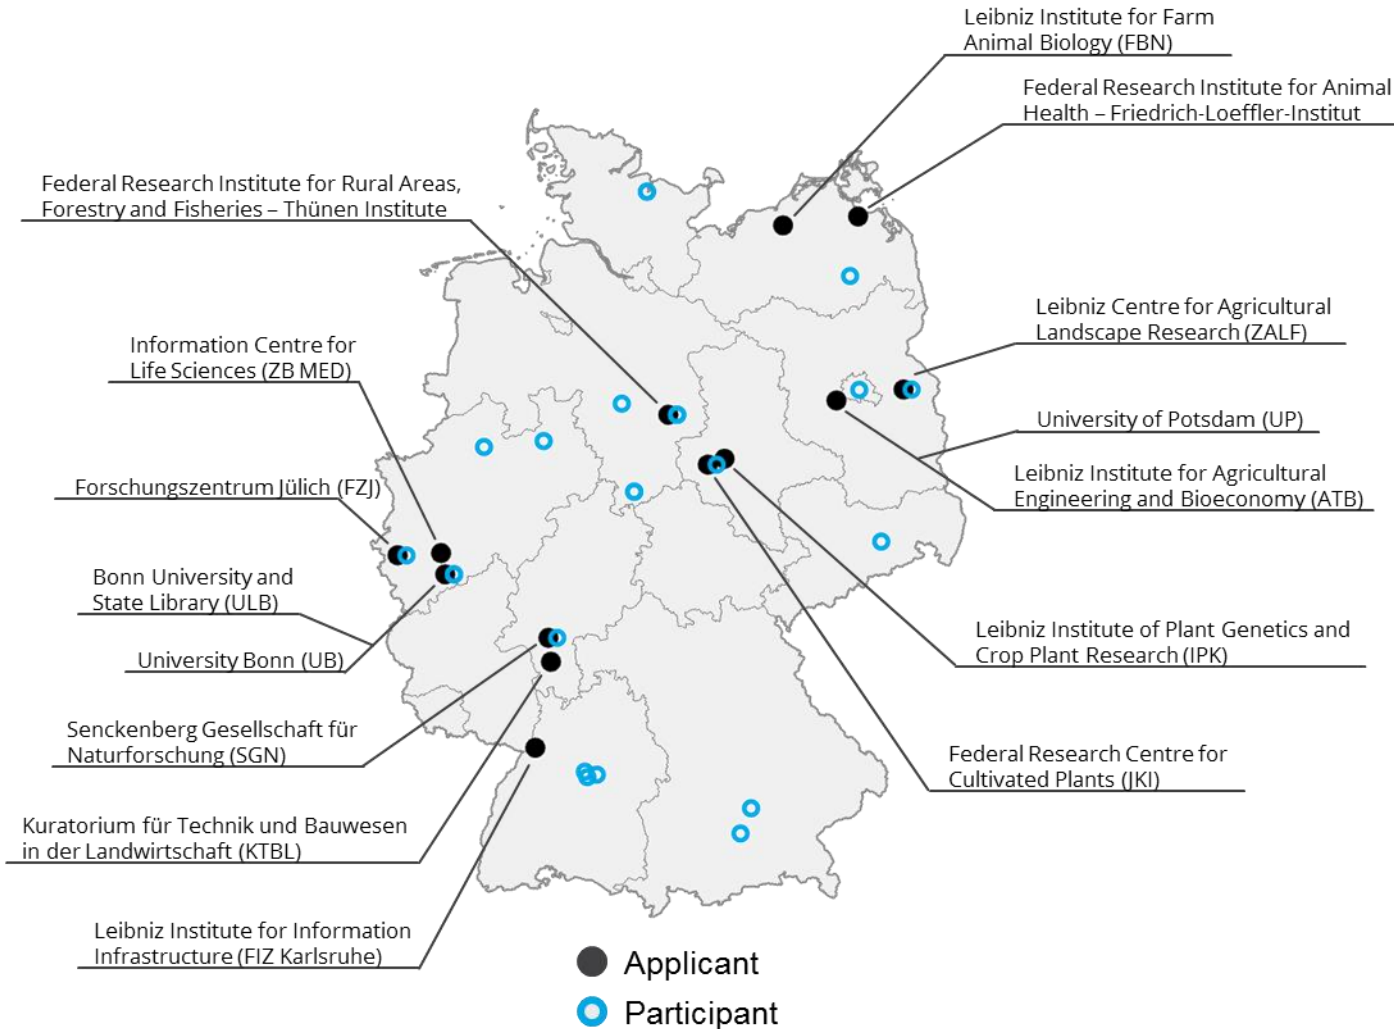 Leibniz Institute for Farm
Animal Biology (FBN)
Federal Research Institute for Animal
Health – Friedrich-Loeffler-Institut
Federal Research Institute for Rural Areas,
Forestry and Fisheries – Thünen Institute
Leibniz Centre for Agricultural
Landscape Research (ZALF)
Information Centre for
Life Sciences (ZB MED)
University of Potsdam (UP)
Leibniz Institute for Agricultural
Engineering and Bioeconomy (ATB)
Forschungszentrum Jülich (FZJ)
Bonn University and
State Library (ULB)
University Bonn (UB)
Leibniz Institute of Plant Genetics and
Crop Plant Research (IPK)
Senckenberg Gesellschaft für
Naturforschung (SGN)
Federal Research Centre for
Cultivated Plants (JKI)
Kuratorium für Technik und Bauwesen
in der Landwirtschaft (KTBL)
Leibniz Institute for Information
Infrastructure (FIZ Karlsruhe)
Applicant
Participant